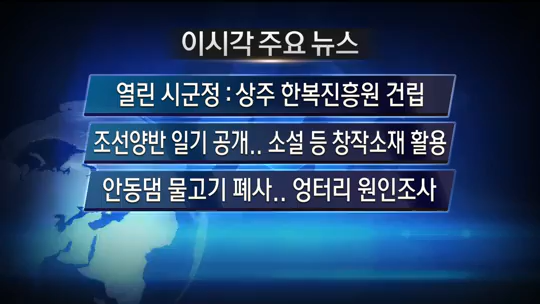 이시각 주요 뉴스
열린 시군정 : 상주 한복진흥원 건립
조선양반 일기 공개.. 소설 등 창작소재 활용
안동댐 물고기 폐사.. 엉터리 원인조사